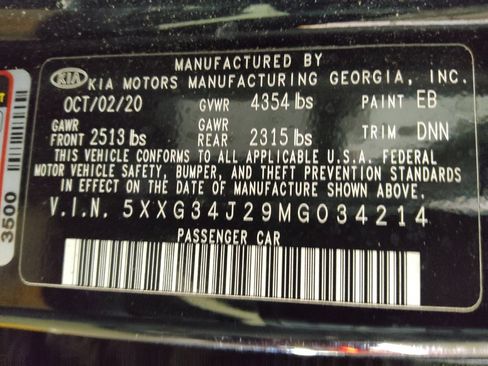 MANUFACTURED BY
KIA KIA MOTORS MANUFACTURING GEORGIA, INC.
OCT/02/20 GVWR 4354 lbs PAINT EB
GAWR FRONT 2513 lbs GAWR REAR 2315 lbs TRIM DNN
THIS VEHICLE CONFORMS TO ALL APPLICABLE U.S.A. FEDERAL
MOTOR VEHICLE SAFETY, BUMPER, AND THEFT PREVENTION STANDARDS
IN EFFECT ON THE DATE OF MANUFACTURE SHOWN ABOVE.
V.I.N. 5XXG34J29MG034214
PASSENGER CAR
3500